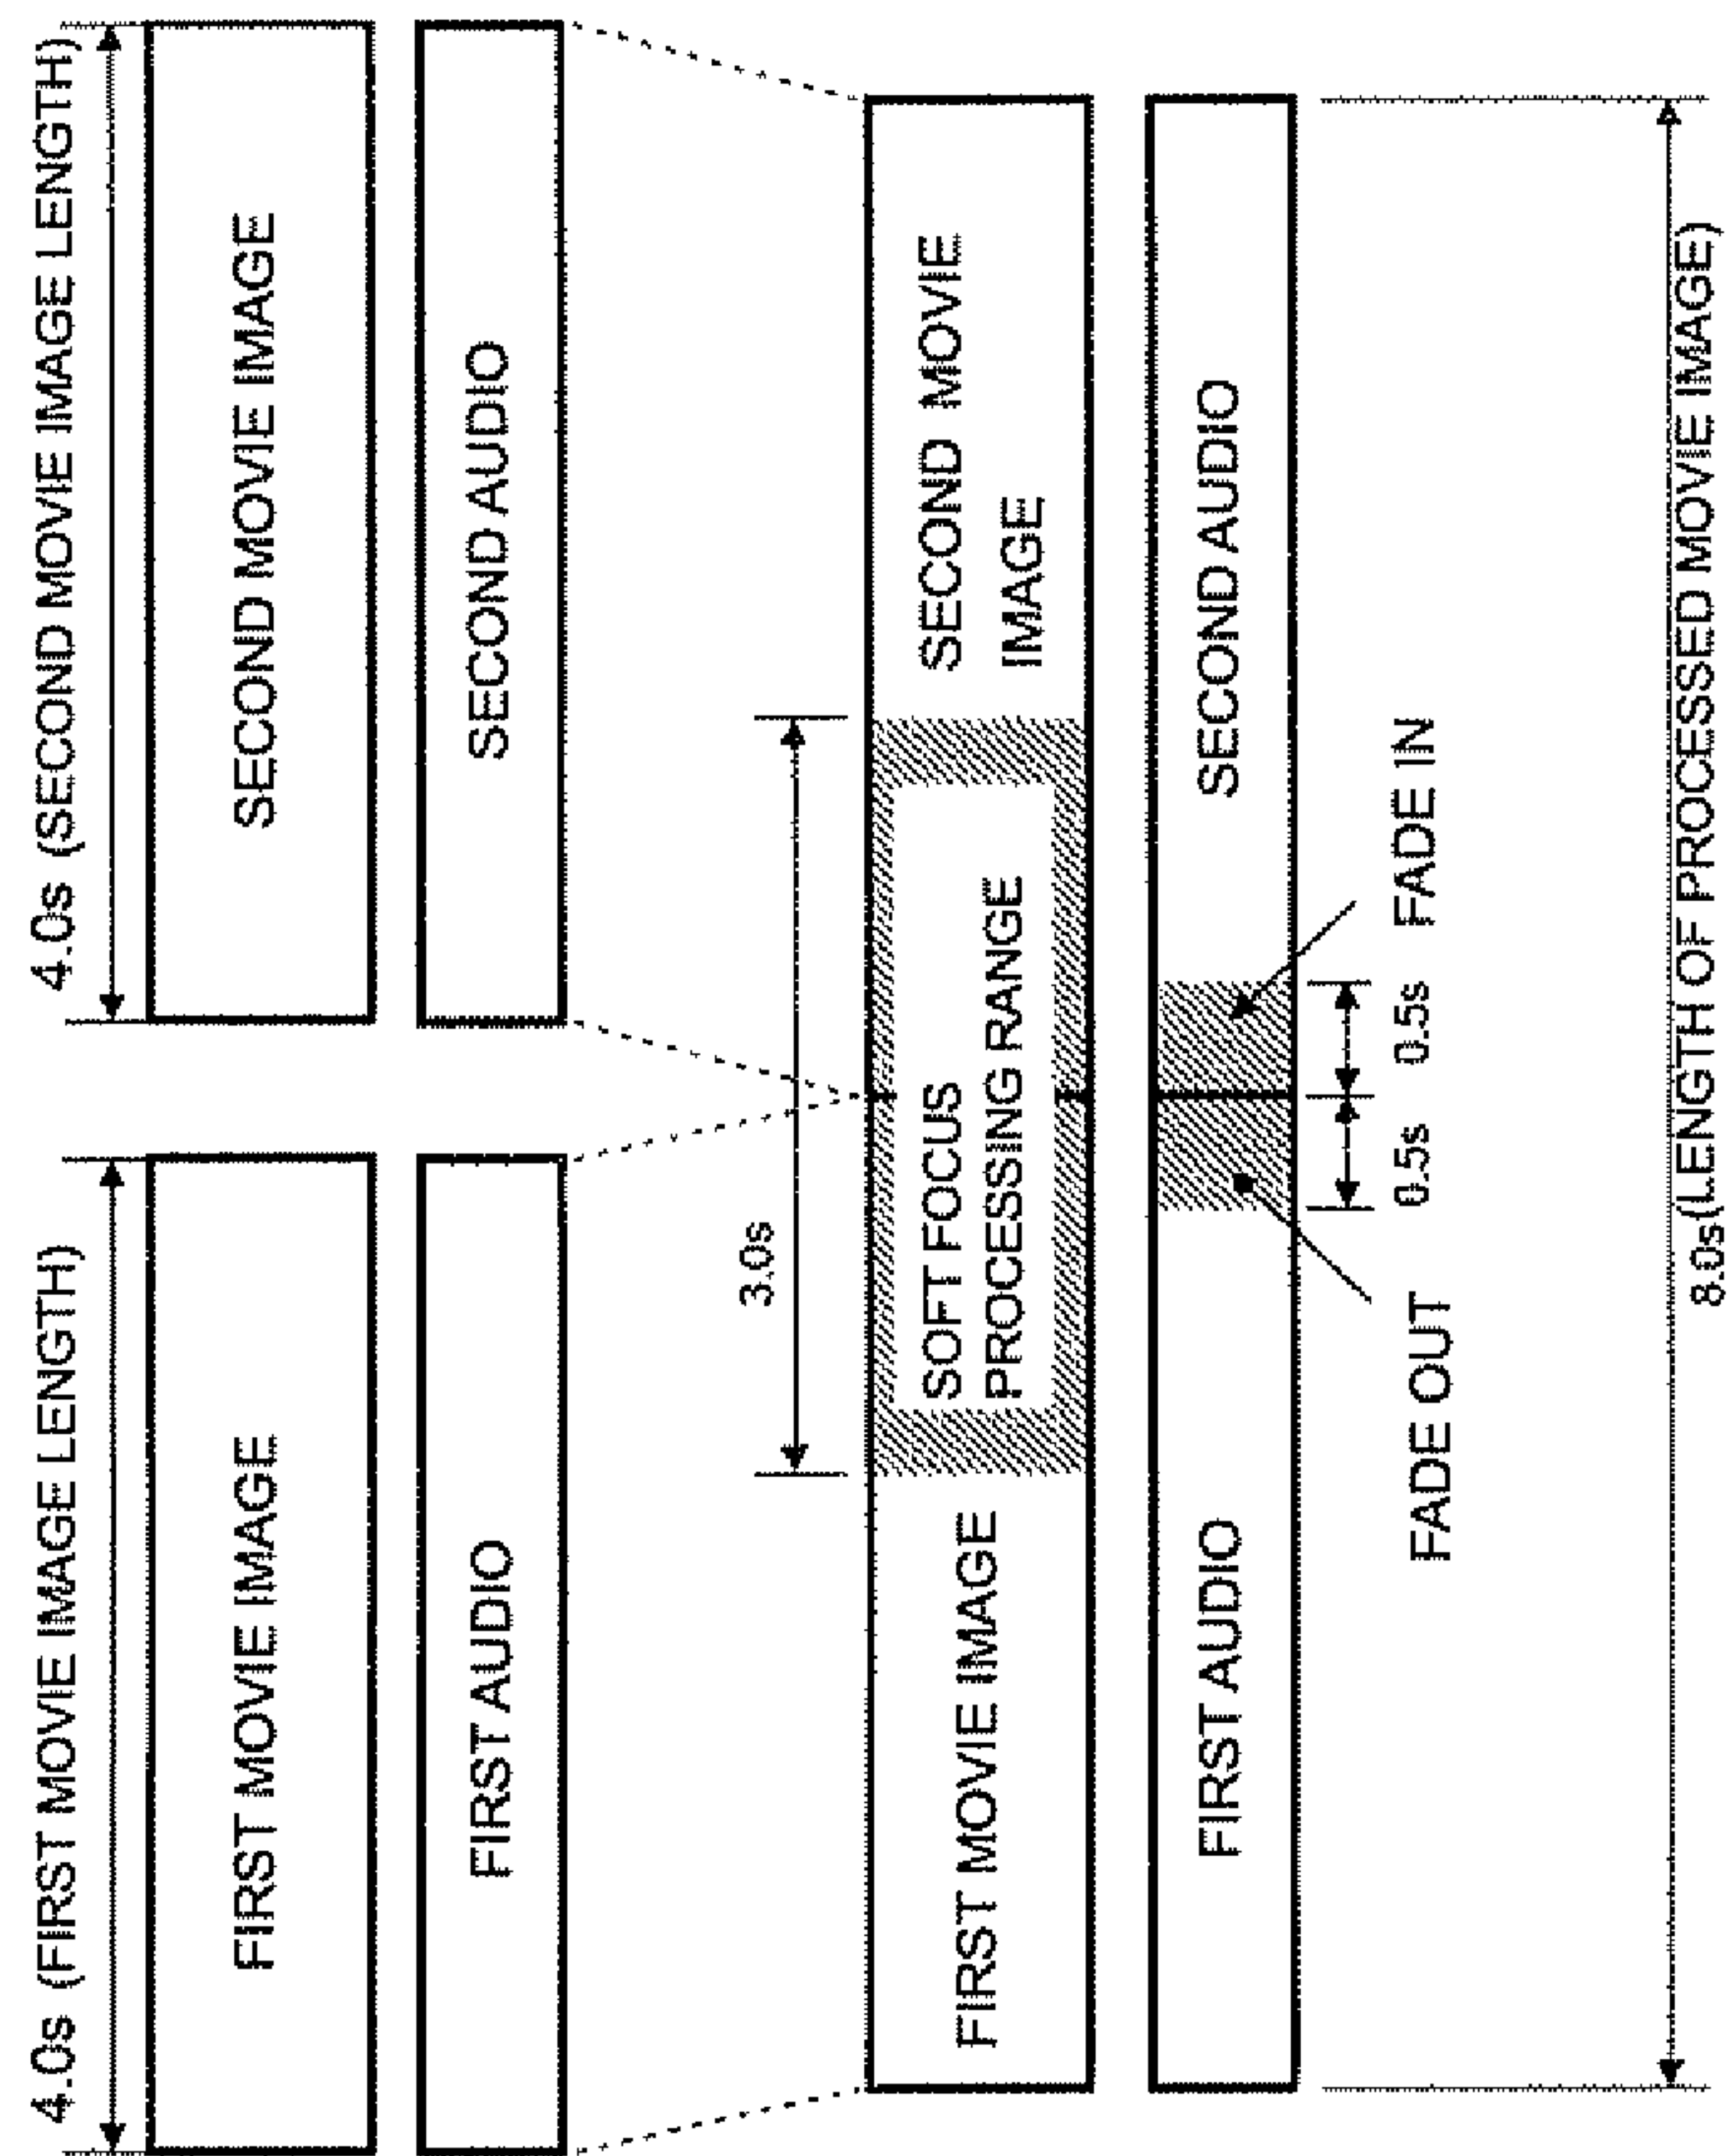 4.0s (FIRST MOVIE IMAGE LENGTH)
4.0s (SECOND MOVIE IMAGE LENGTH)
FIRST MOVIE IMAGE
SECOND MOVIE IMAGE
FIRST AUDIO
SECOND AUDIO
3.0s
FIRST MOVIE IMAGE
SOFT FOCUS
PROCESSING RANGE
SECOND MOVIE
IMAGE
FIRST AUDIO
SECOND AUDIO
0.5s
0.5s
FADE OUT
FADE IN
8.0s(LENGTH OF PROCESSED MOVIE IMAGE)